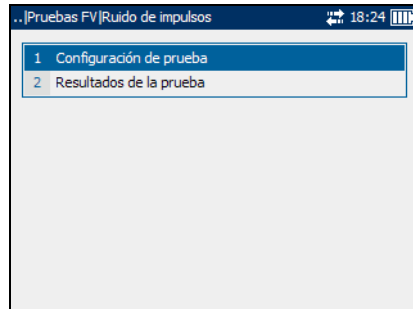 ..|Pruebas FV|Ruido de impulsos 18:24
1 Configuración de prueba
2 Resultados de la prueba